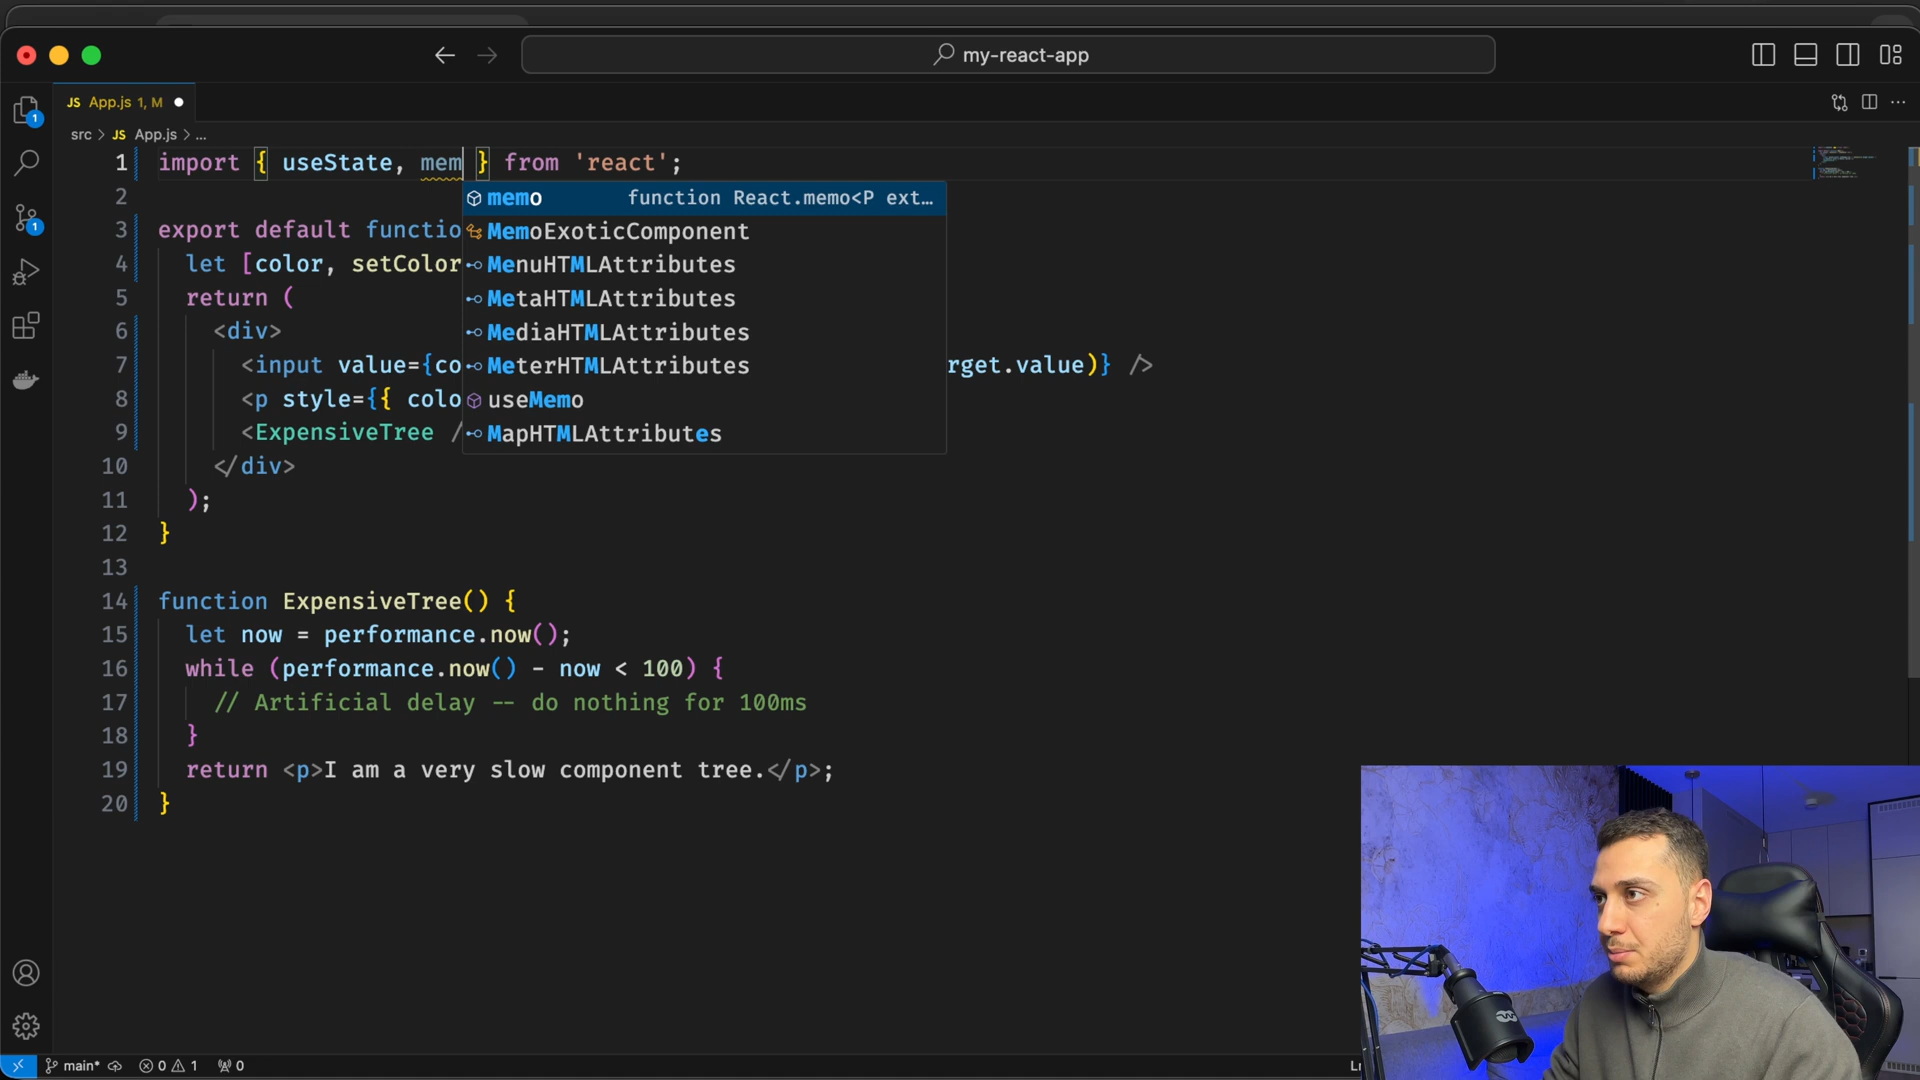 my-react-app
JS App.js 1, M
src > JS App.js > ...
1 import { useState, mem } from 'react';
memo function React.memo<P ext…
2
MemoExoticComponent
3 export default functio
MenuHTMLAttributes
4 let [color, setColor
MetaHTMLAttributes
5 return (
MediaHTMLAttributes
6 <div>
MeterHTMLAttributes
7 <input value={co rget.value)} />
useMemo
8 <p style={{ colo
MapHTMLAttributes
9 <ExpensiveTree /
10 </div>
11 );
12 }
13
14 function ExpensiveTree() {
15 let now = performance.now();
16 while (performance.now() - now < 100) {
17 // Artificial delay -- do nothing for 100ms
18 }
19 return <p>I am a very slow component tree.</p>;
20 }
1
1
main* 0 1 0 Ln